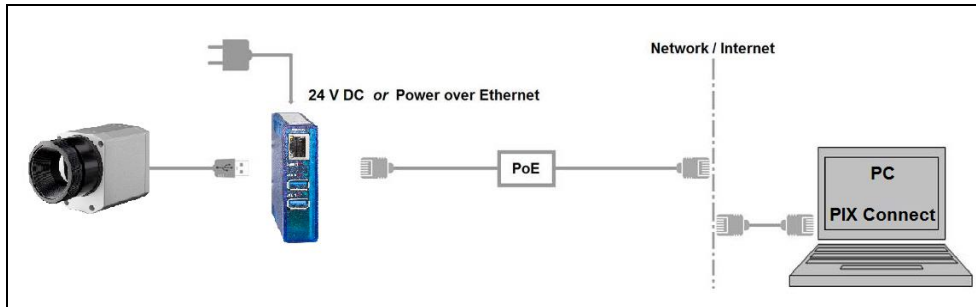 Network / Internet
24 V DC or Power over Ethernet
PoE
PC
PIX Connect